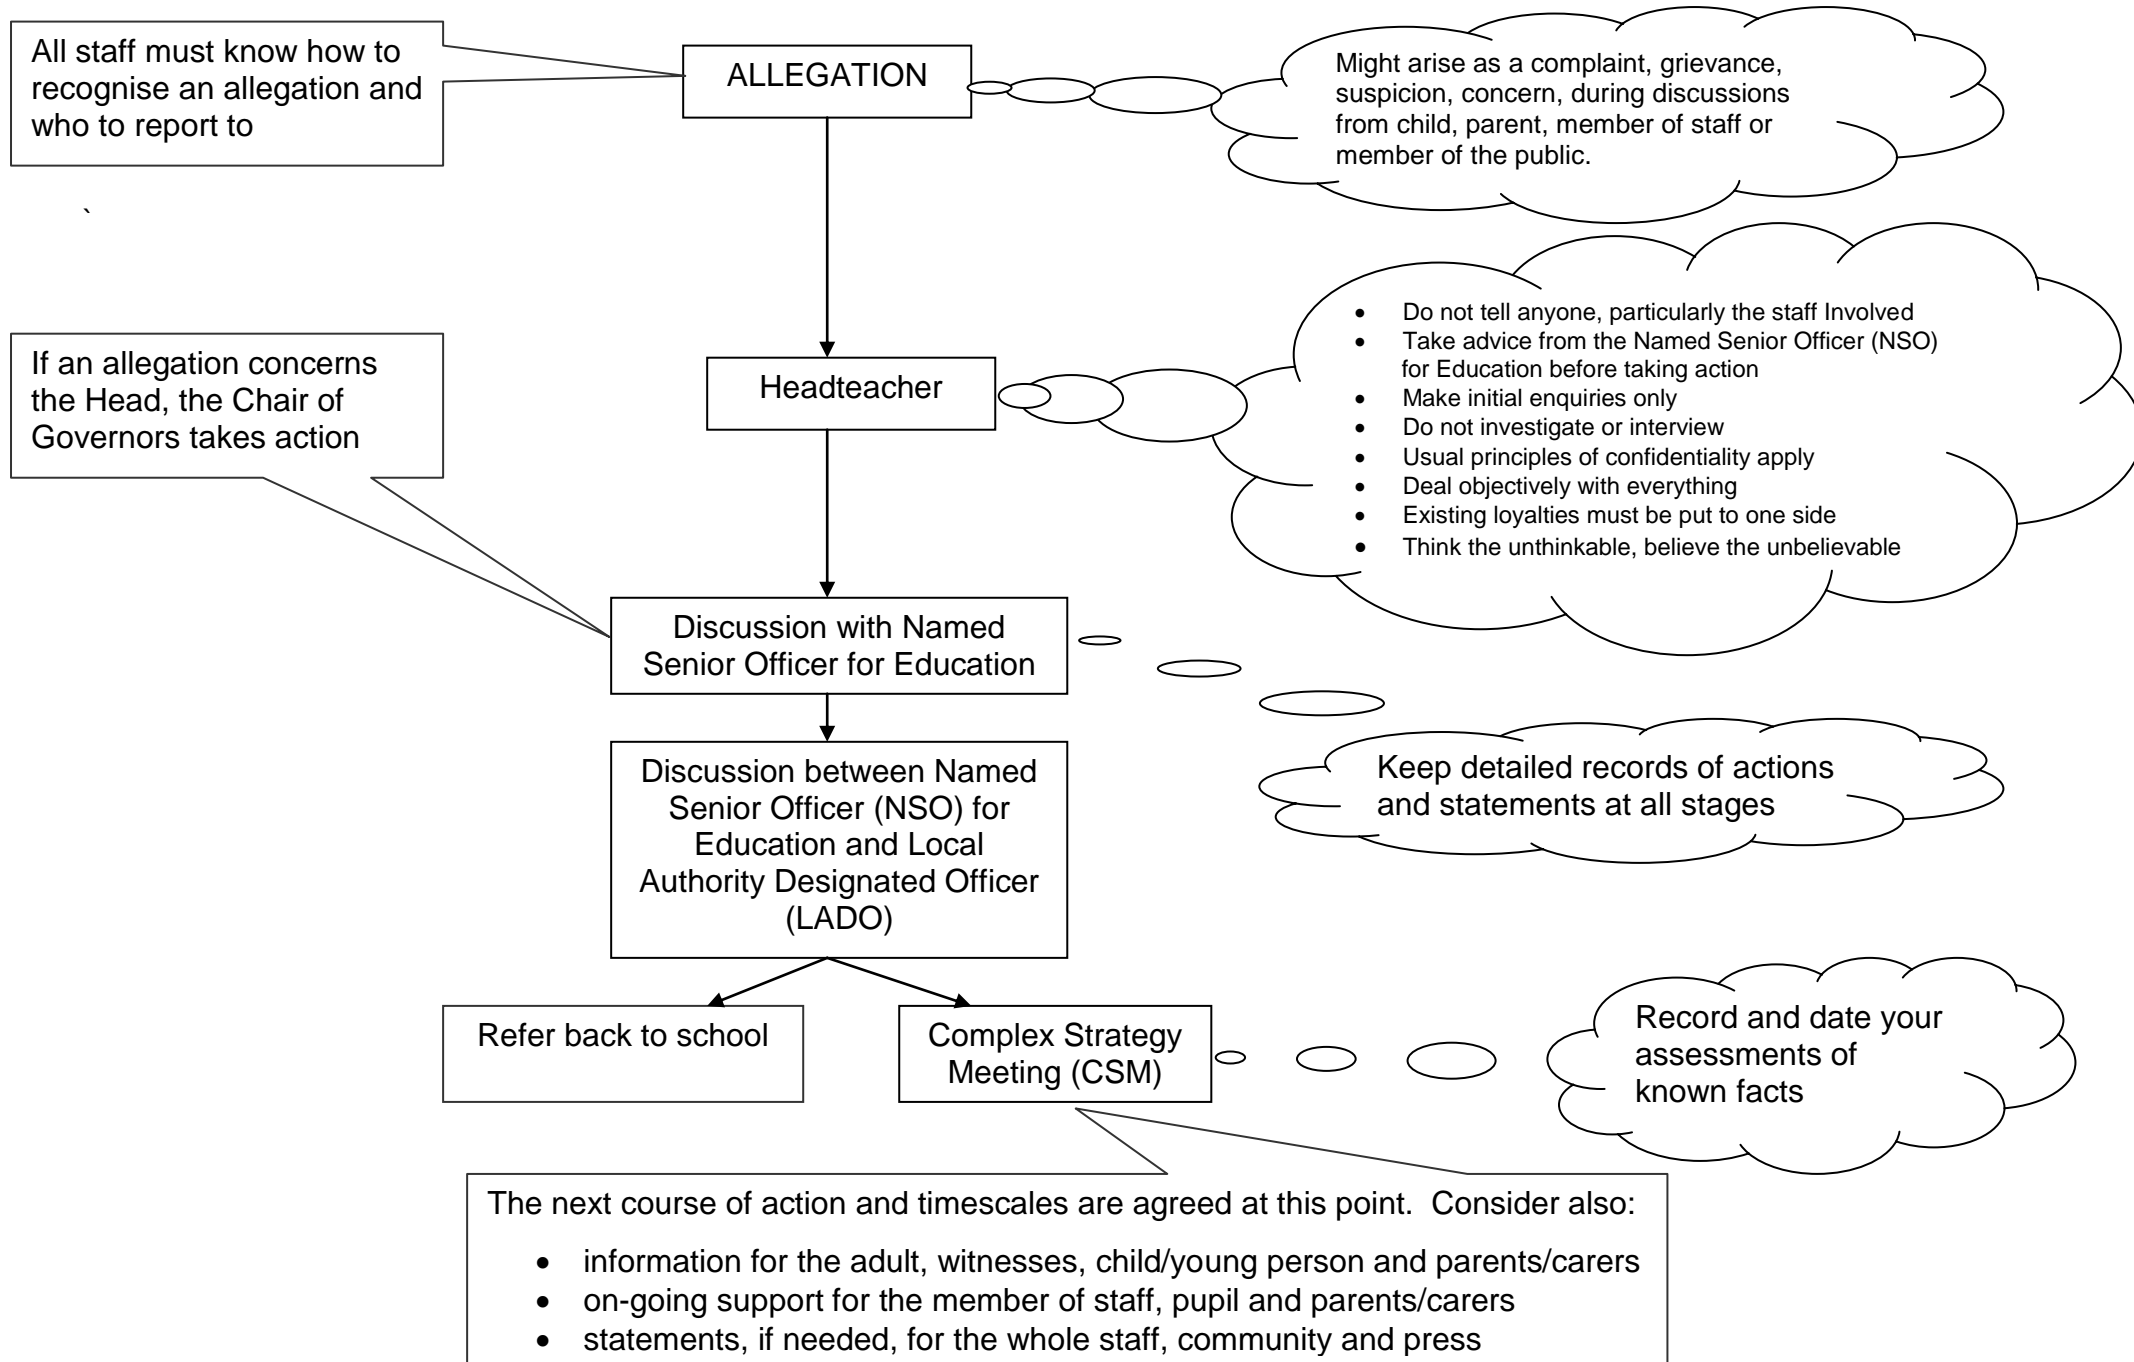 All staff must know how to
recognise an allegation and
who to report to
ALLEGATION
Might arise as a complaint, grievance,
suspicion, concern, during discussions
from child, parent, member of staff or
member of the public.
`
If an allegation concerns
the Head, the Chair of
Governors takes action
Headteacher
• Do not tell anyone, particularly the staff Involved
• Take advice from the Named Senior Officer (NSO)
for Education before taking action
• Make initial enquiries only
• Do not investigate or interview
• Usual principles of confidentiality apply
• Deal objectively with everything
• Existing loyalties must be put to one side
• Think the unthinkable, believe the unbelievable
Discussion with Named
Senior Officer for Education
Discussion between Named
Senior Officer (NSO) for
Education and Local
Authority Designated Officer
(LADO)
Keep detailed records of actions
and statements at all stages
Refer back to school
Complex Strategy
Meeting (CSM)
Record and date your
assessments of
known facts
The next course of action and timescales are agreed at this point.  Consider also:
• information for the adult, witnesses, child/young person and parents/carers
• on-going support for the member of staff, pupil and parents/carers
• statements, if needed, for the whole staff, community and press